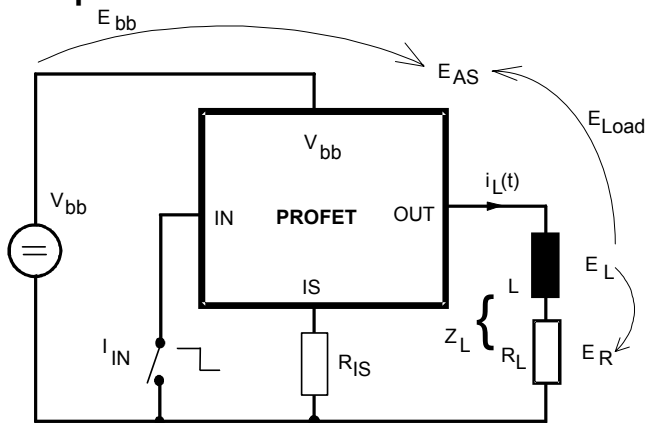 E bb
E AS
E Load
V bb
V bb
i L (t)
IN PROFET OUT
IS
L
E L
Z L {
R L
E R
I IN
R IS